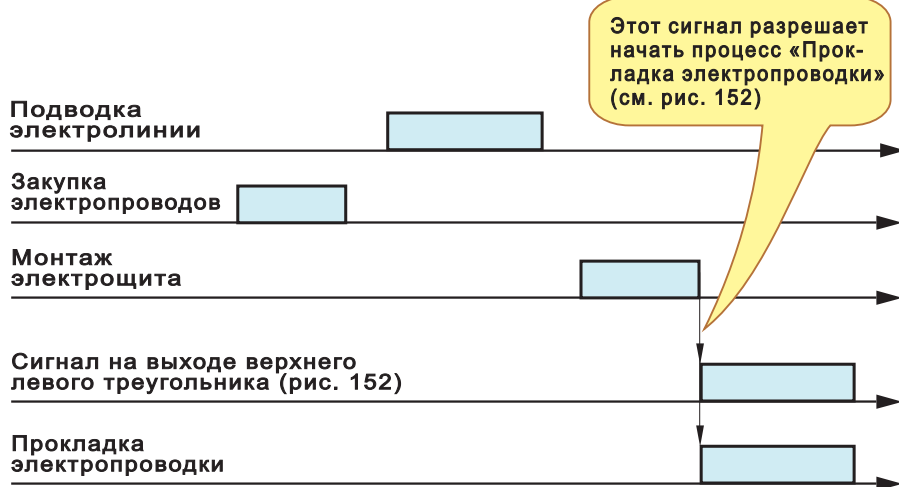 Этот сигнал разрешает
начать процесс «Прок-
ладка электропроводки»
(см. рис. 152)
Подводка
электролинии
Закупка
электропроводов
Монтаж
электрощита
Сигнал на выходе верхнего
левого треугольника (рис. 152)
Прокладка
электропроводки